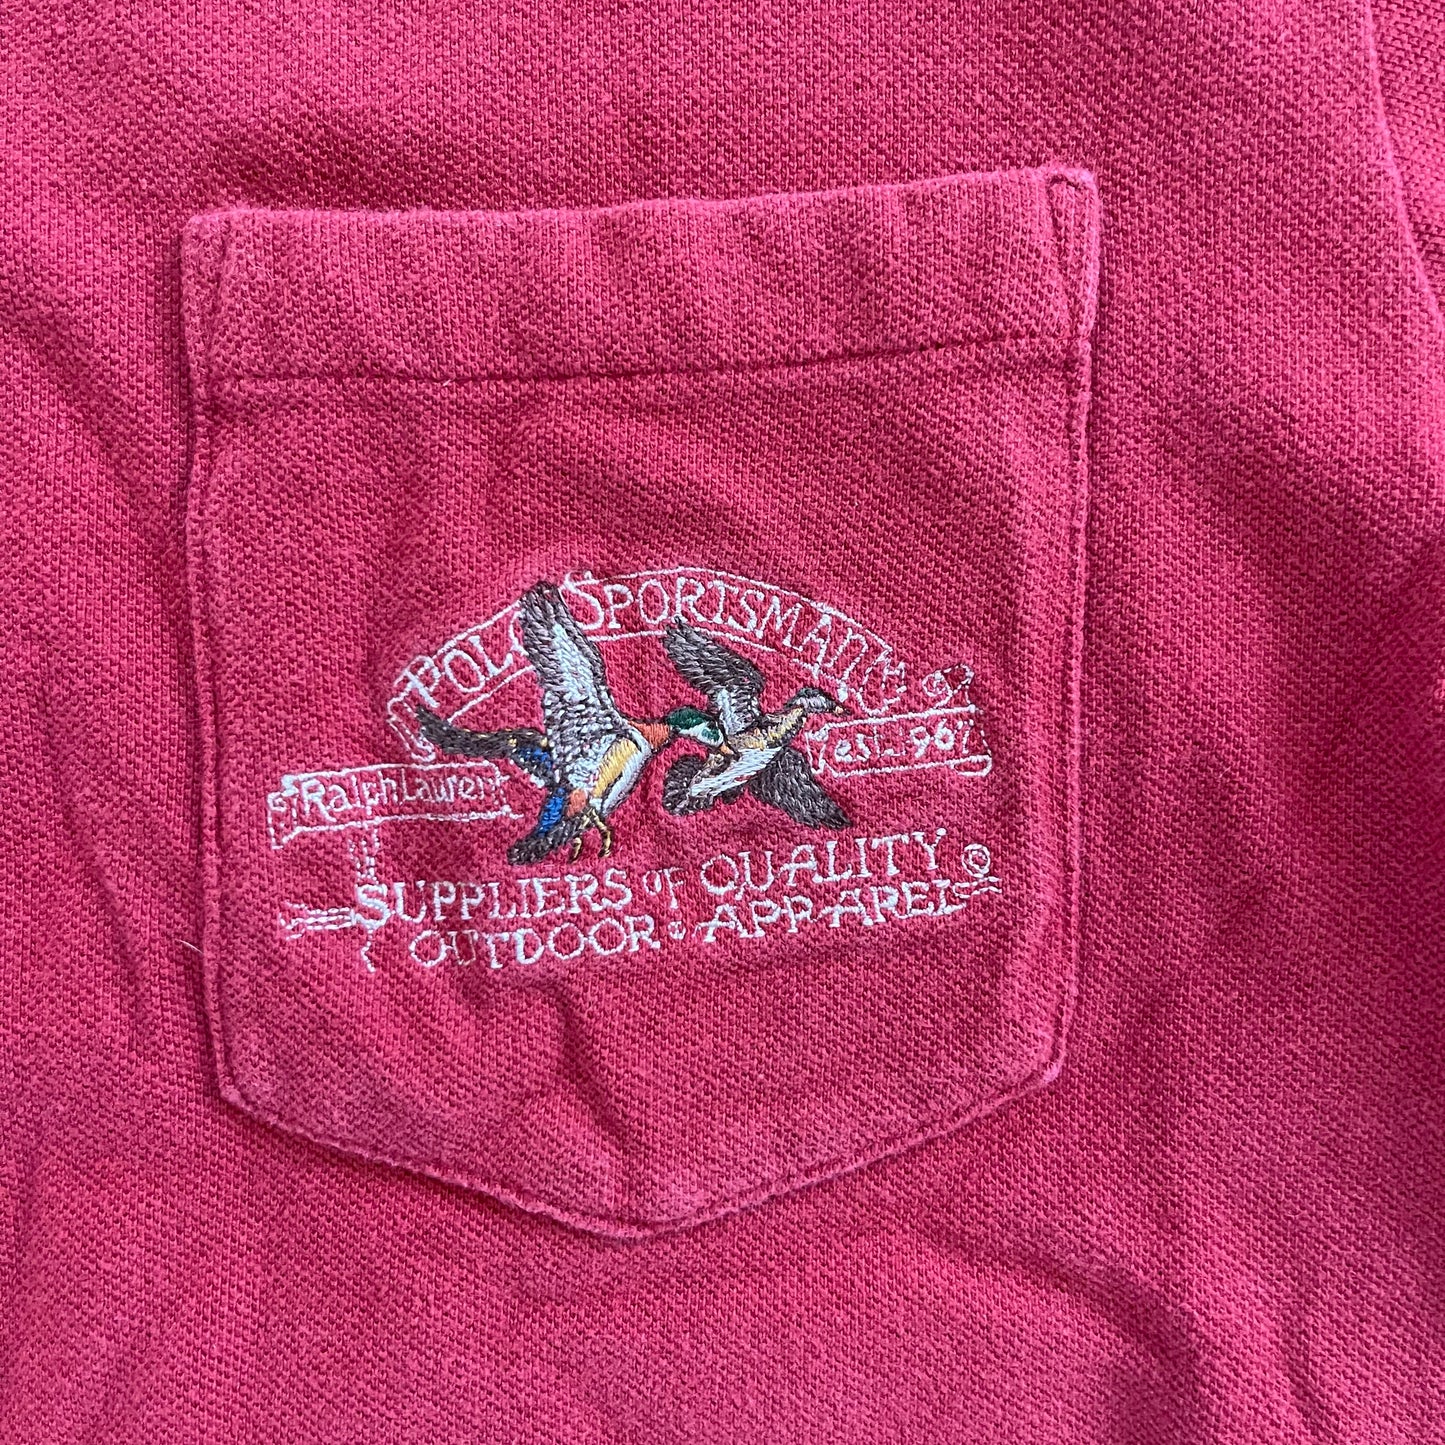 POLO SPORTSMAN
Ralph Lauren
est. 1967
SUPPLIERS OF QUALITY
OUTDOOR APPAREL